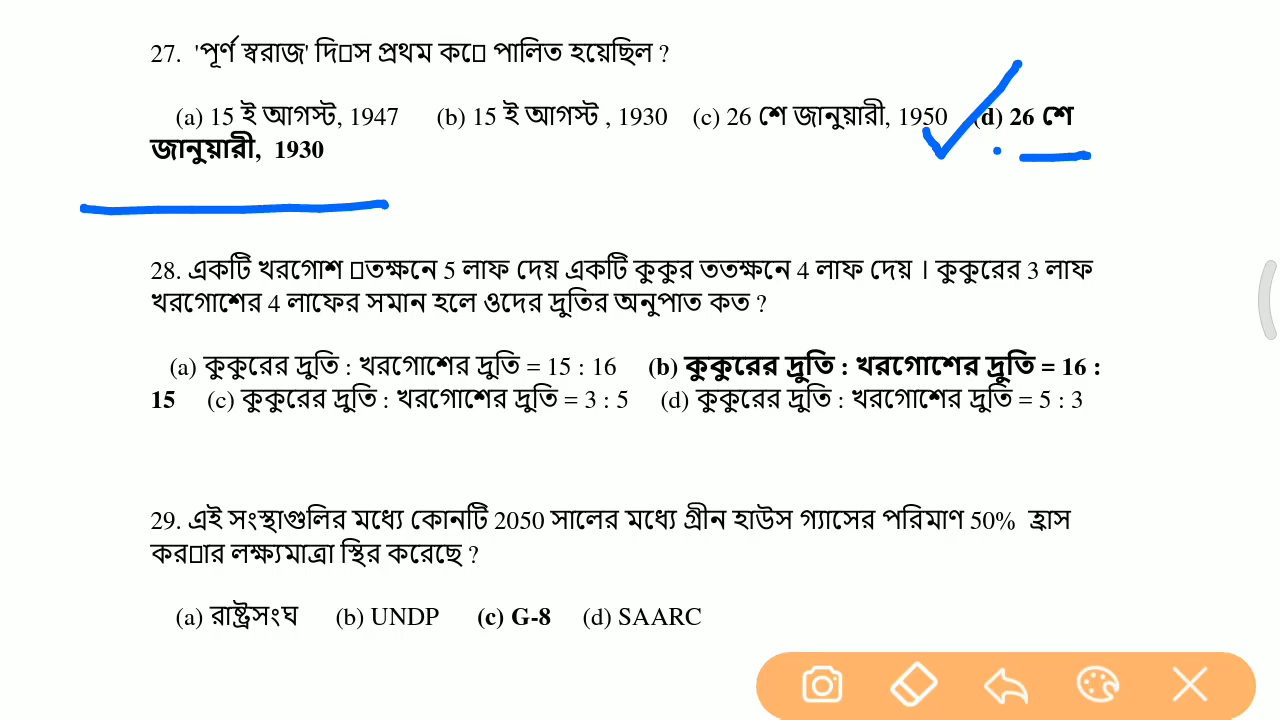 27. 'পূর্ণ স্বরাজ' দি▯স প্রথম কে▯ পালিত হয়েছিল ?
(a) 15 ই আগস্ট, 1947 (b) 15 ই আগস্ট , 1930 (c) 26 শে জানুয়ারী, 1950 (d) 26 শে
জানুয়ারী, 1930
28. একটি খরগোশ ▯তক্ষনে 5 লাফ দেয় একটি কুকুর ততক্ষনে 4 লাফ দেয় । কুকুরের 3 লাফ
খরগোশের 4 লাফের সমান হলে ওদের দ্রুতির অনুপাত কত ?
(a) কুকুরের দ্রুতি : খরগোশের দ্রুতি = 15 : 16 (b) কুকুরের দ্রুতি : খরগোশের দ্রুতি = 16 :
15 (c) কুকুরের দ্রুতি : খরগোশের দ্রুতি = 3 : 5 (d) কুকুরের দ্রুতি : খরগোশের দ্রুতি = 5 : 3
29. এই সংস্থাগুলির মধ্যে কোনটি 2050 সালের মধ্যে গ্রীন হাউস গ্যাসের পরিমাণ 50% হ্রাস
কর▯ার লক্ষ্যমাত্রা স্থির করেছে ?
(a) রাষ্ট্রসংঘ (b) UNDP (c) G-8 (d) SAARC